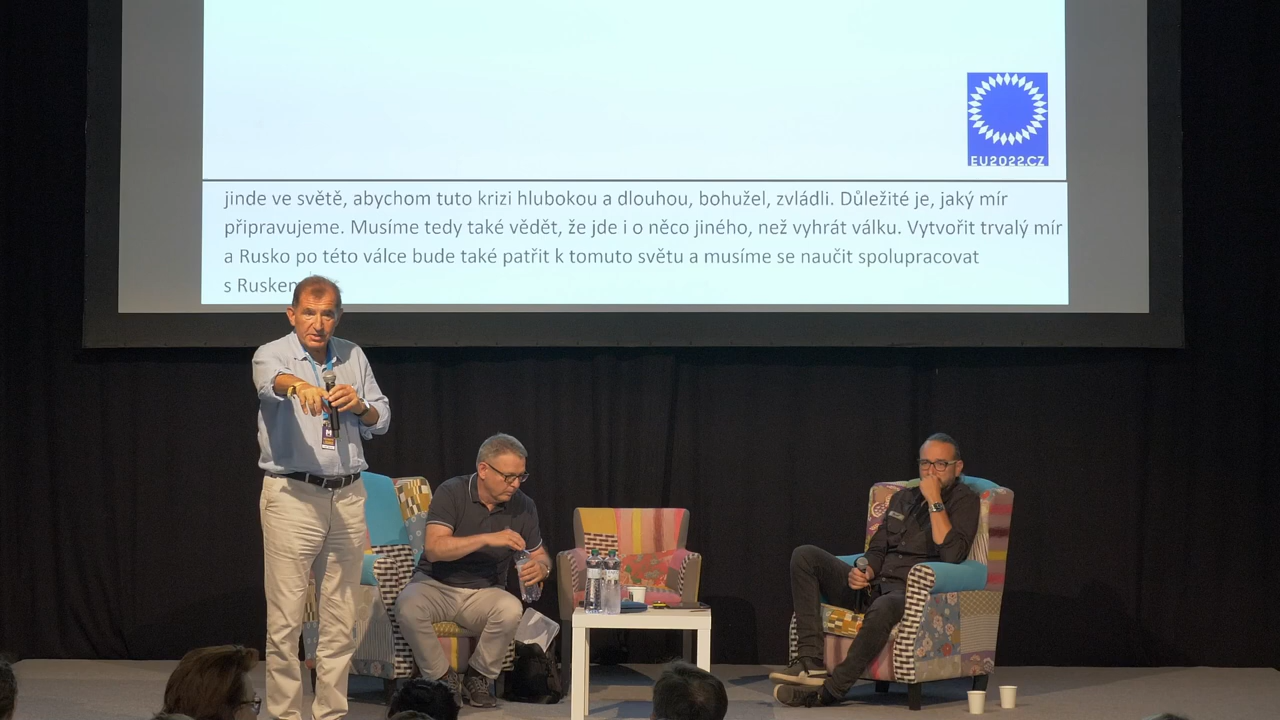 EU2022.CZ
jinde ve světě, abychom tuto krizi hlubokou a dlouhou, bohužel, zvládli. Důležité je, jaký mír
připravujeme. Musíme tedy také vědět, že jde i o něco jiného, než vyhrát válku. Vytvořit trvalý mír
a Rusko po této válce bude také patřit k tomuto světu a musíme se naučit spolupracovat
s